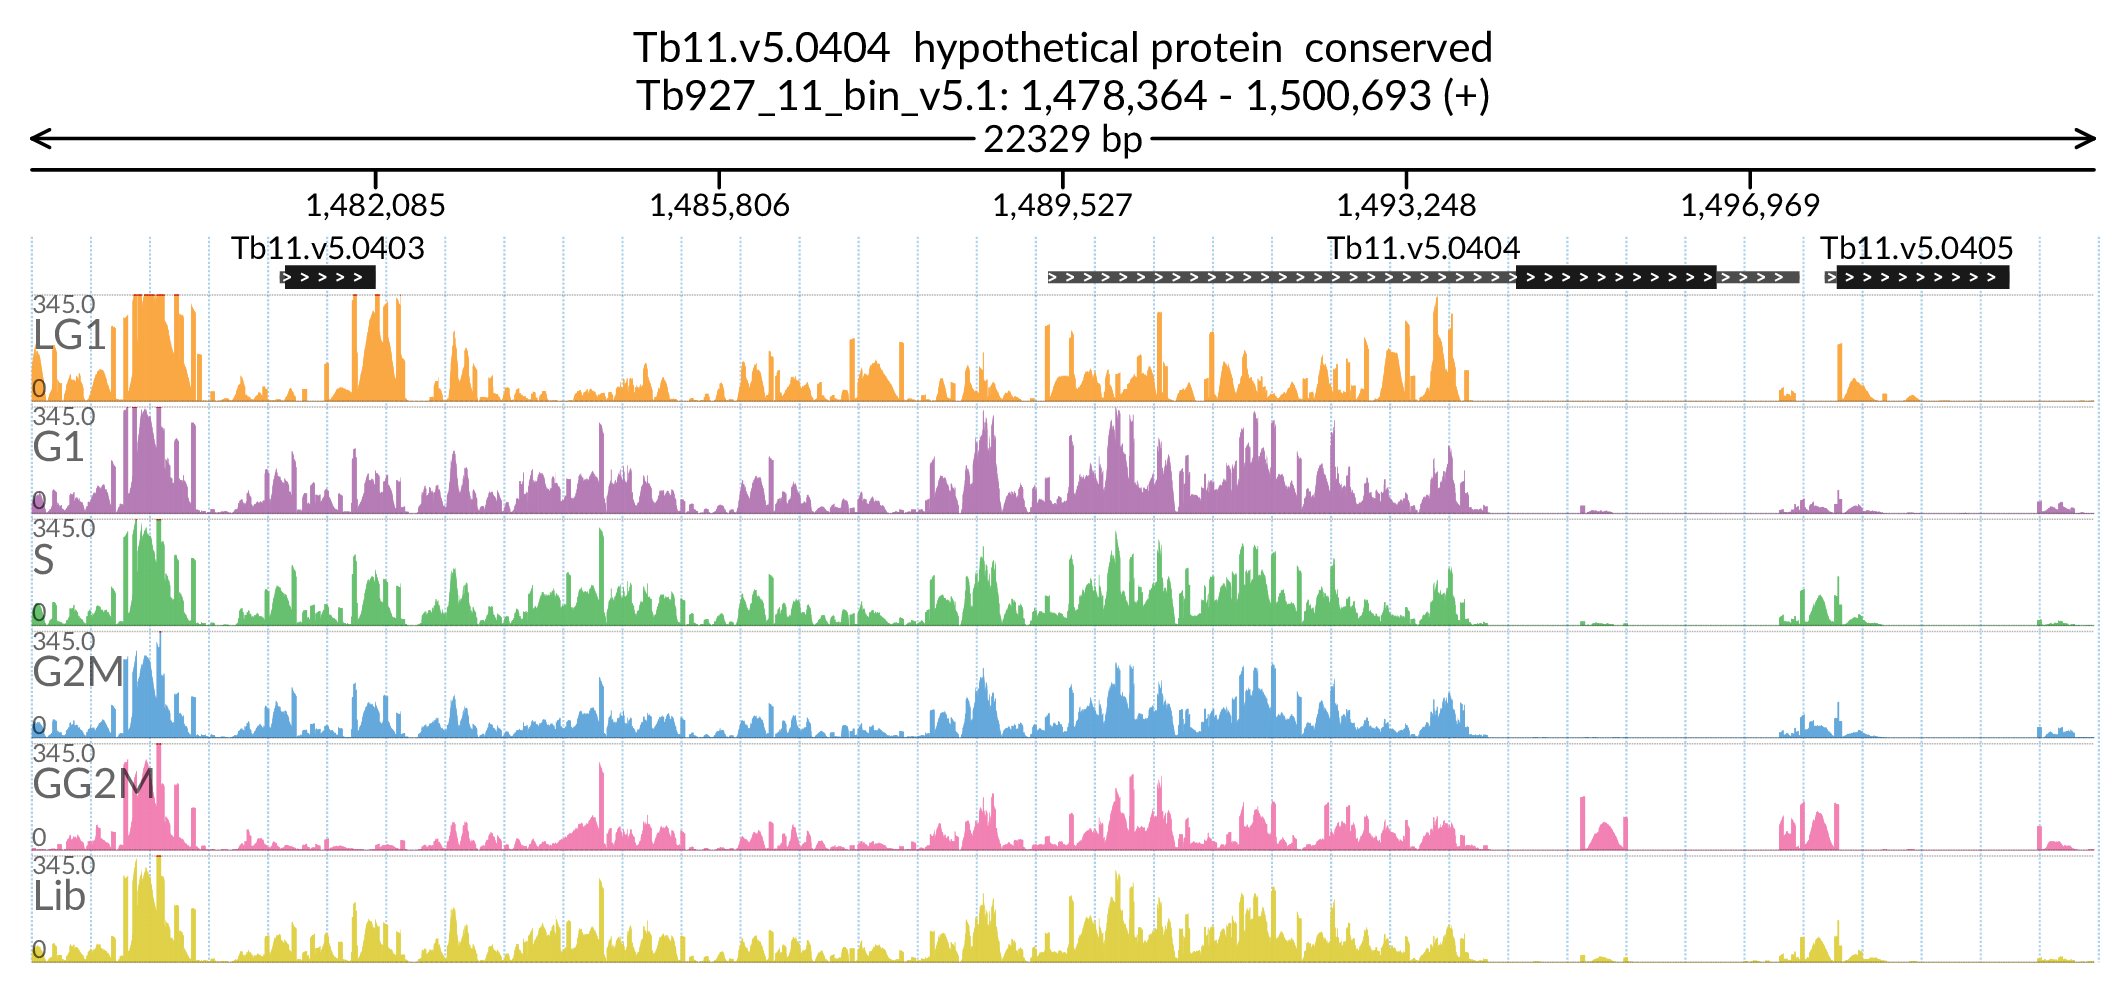 Tb11.v5.0404 hypothetical protein conserved
Tb927_11_bin_v5.1: 1,478,364 - 1,500,693 (+)
22329 bp
1,482,085 1,485,806 1,489,527 1,493,248 1,496,969
Tb11.v5.0403 Tb11.v5.0404 Tb11.v5.0405
345.0
LG1
0
345.0
G1
0
345.0
S
0
345.0
G2M
0
345.0
GG2M
0
345.0
Lib
0